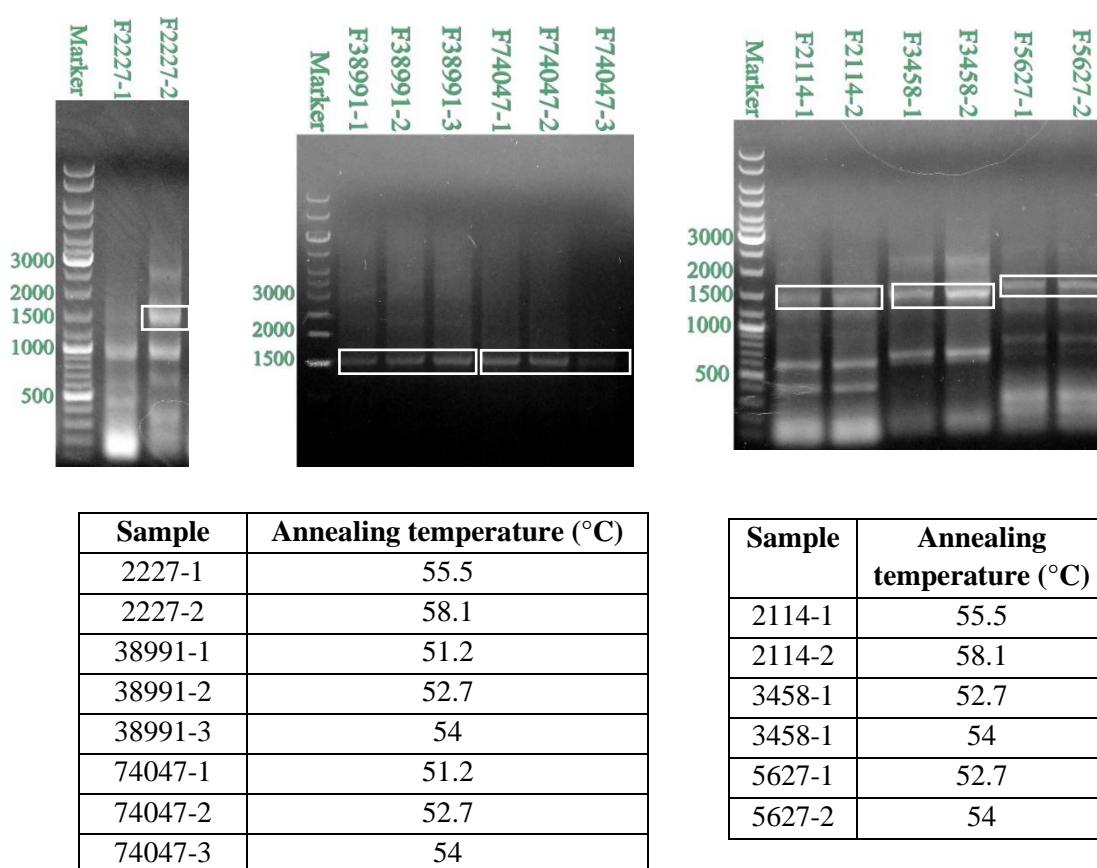 Marker
F2227-1
F2227-2
3000
2000
1500
1000
500
Marker
F38991-1
F38991-2
F38991-3
F74047-1
F74047-2
F74047-3
3000
2000
1500
Marker
F2114-1
F2114-2
F3458-1
F3458-2
F5627-1
F5627-2
3000
2000
1500
1000
500
Sample Annealing temperature (°C)
2227-1 55.5
2227-2 58.1
38991-1 51.2
38991-2 52.7
38991-3 54
74047-1 51.2
74047-2 52.7
74047-3 54
Sample Annealing
temperature (°C)
2114-1 55.5
2114-2 58.1
3458-1 52.7
3458-1 54
5627-1 52.7
5627-2 54